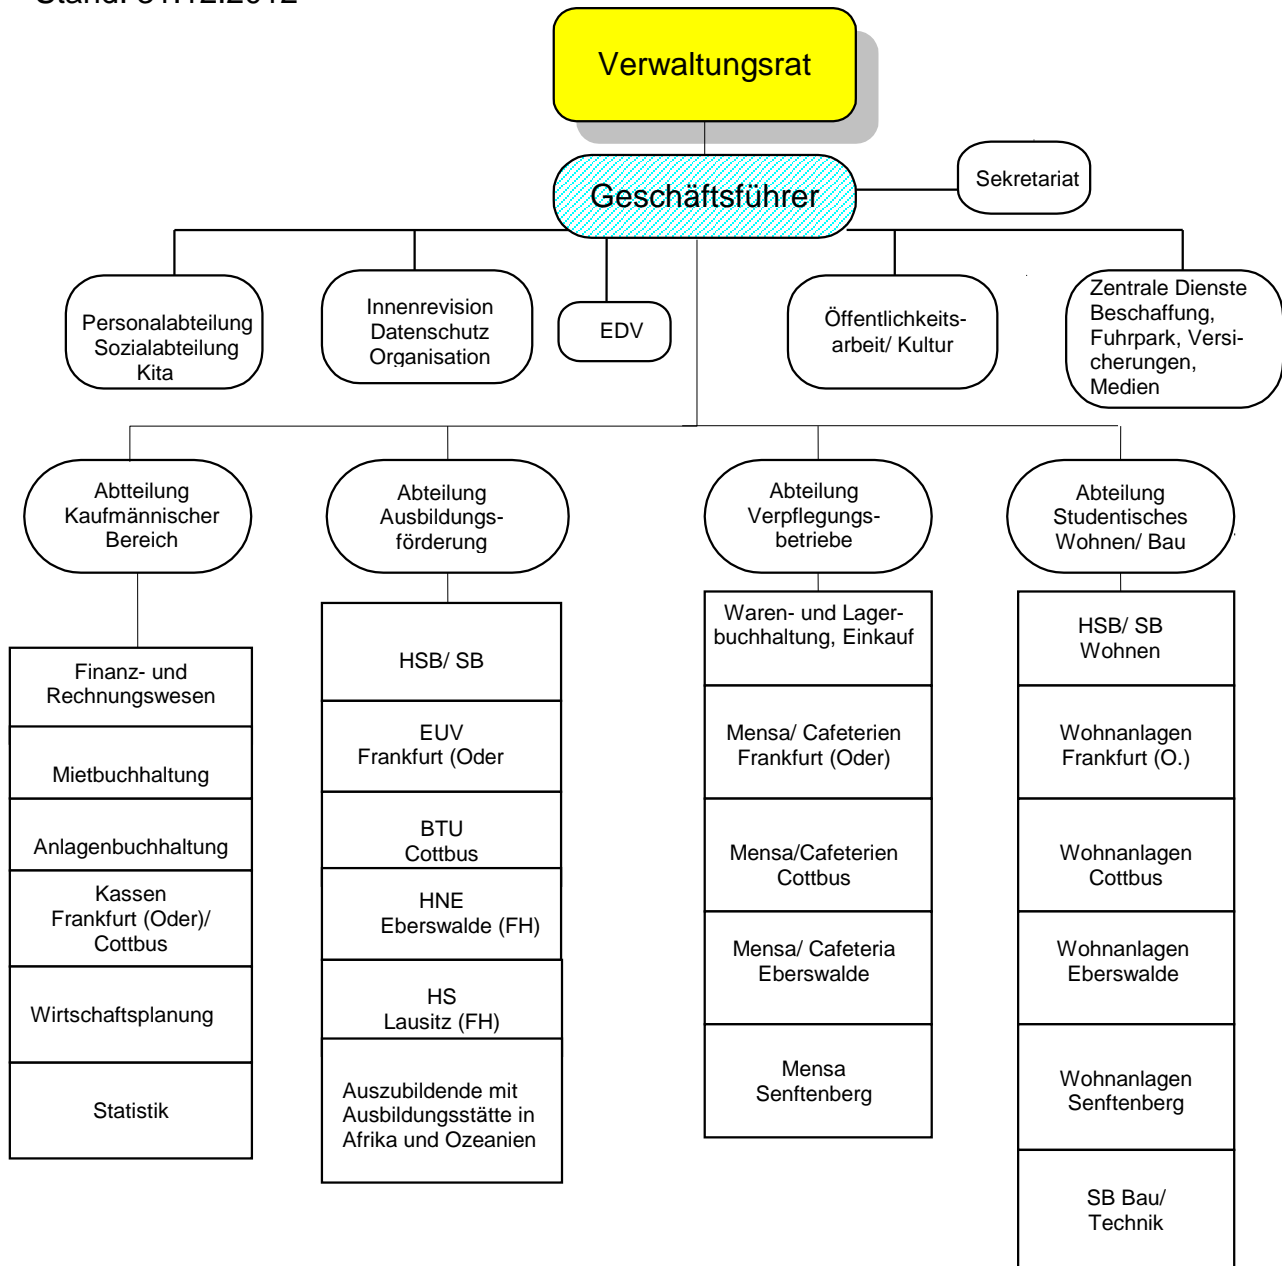 Stand: 31.12.2012
Verwaltungsrat
Geschäftsführer
Sekretariat
Personalabteilung
Sozialabteilung
Kita
Innenrevision
Datenschutz
Organisation
EDV
Öffentlichkeits-
arbeit/ Kultur
Zentrale Dienste
Beschaffung,
Fuhrpark, Versi-
cherungen,
Medien
Abtteilung
Kaufmännischer
Bereich
Abteilung
Ausbildungs-
förderung
Abteilung
Verpflegungs-
betriebe
Abteilung
Studentisches
Wohnen/ Bau
Finanz- und
Rechnungswesen
Mietbuchhaltung
Anlagenbuchhaltung
Kassen
Frankfurt (Oder)/
Cottbus
Wirtschaftsplanung
Statistik
HSB/ SB
EUV
Frankfurt (Oder
BTU
Cottbus
HNE
Eberswalde (FH)
HS
Lausitz (FH)
Auszubildende mit
Ausbildungsstätte in
Afrika und Ozeanien
Waren- und Lager-
buchhaltung, Einkauf
Mensa/ Cafeterien
Frankfurt (Oder)
Mensa/Cafeterien
Cottbus
Mensa/ Cafeteria
Eberswalde
Mensa
Senftenberg
HSB/ SB
Wohnen
Wohnanlagen
Frankfurt (O.)
Wohnanlagen
Cottbus
Wohnanlagen
Eberswalde
Wohnanlagen
Senftenberg
SB Bau/
Technik